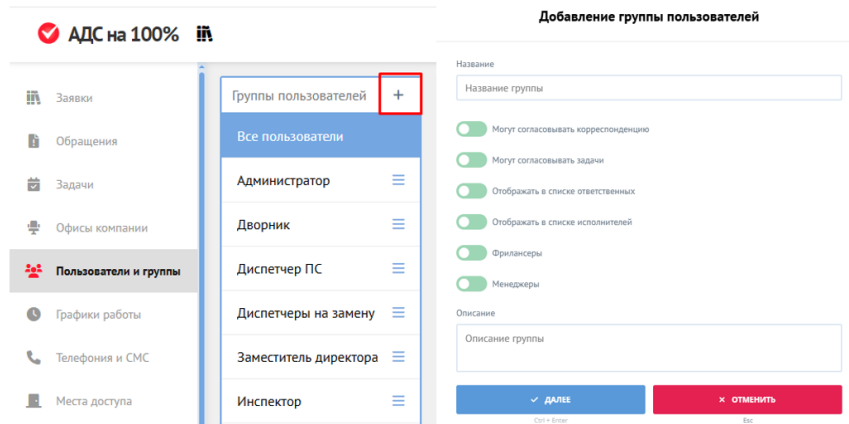 АДС на 100%
Заявки
Обращения
Задачи
Офисы компании
Пользователи и группы
Графики работы
Телефония и СМС
Места доступа
Группы пользователей +
Все пользователи
Администратор
Дворник
Диспетчер ПС
Диспетчеры на замену
Заместитель директора
Инспектор
Добавление группы пользователей
Название
Название группы
Могут согласовывать корреспонденцию
Могут согласовывать задачи
Отображать в списке ответственных
Отображать в списке исполнителей
Фрилансеры
Менеджеры
Описание
Описание группы
ДАЛЕЕ
Ctrl + Enter
× ОТМЕНИТЬ
Esc